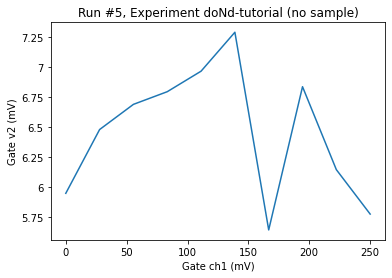 Run #5, Experiment doNd-tutorial (no sample)
7.25
7
6.75
6.5
6.25
6
5.75
Gate v2 (mV)
0 50 100 150 200 250
Gate ch1 (mV)